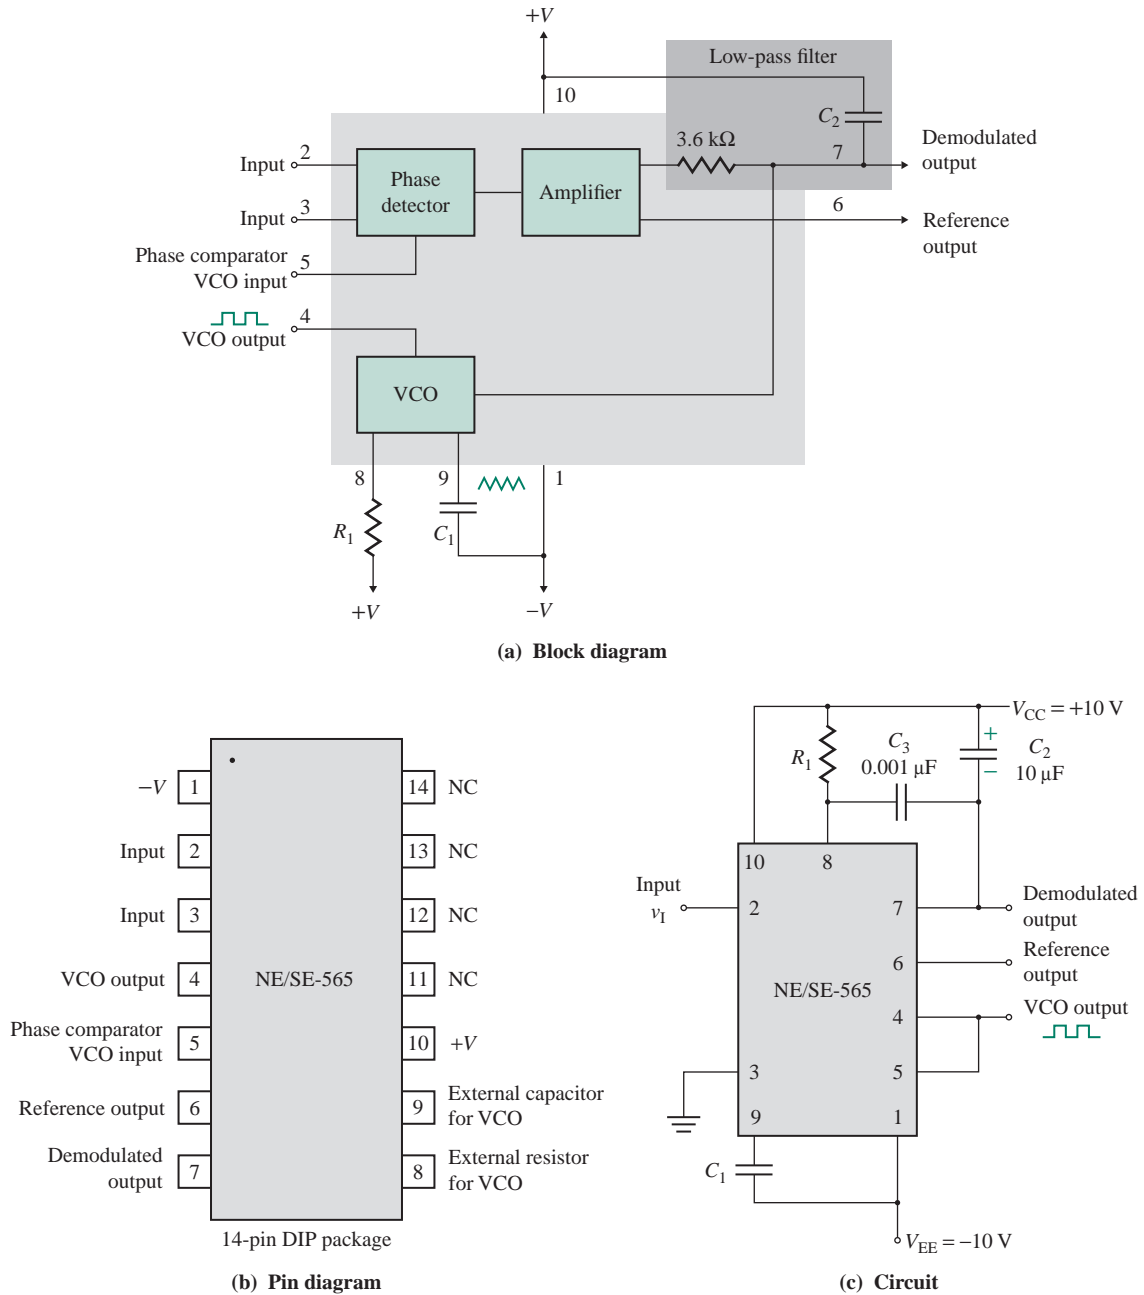 +V
Low-pass filter
10
C2
3.6 kΩ
7
Demodulated
output
Input 2
Phase
detector
Amplifier
Input 3
6
Reference
output
Phase comparator
VCO input 5
4
VCO output
VCO
8
9
1
R1
C1
+V
−V
(a) Block diagram
−V 1
14 NC
Input 2
13 NC
Input 3
12 NC
VCO output 4
NE/SE-565
11 NC
Phase comparator
VCO input 5
10 +V
Reference output 6
9 External capacitor
for VCO
Demodulated
output 7
8 External resistor
for VCO
14-pin DIP package
(b) Pin diagram
VCC = +10 V
R1
C3
0.001 μF
+
−
C2
10 μF
10
8
Input
vI
2
7
Demodulated
output
6
Reference
output
NE/SE-565
4
VCO output
3
5
9
1
C1
VEE = −10 V
(c) Circuit